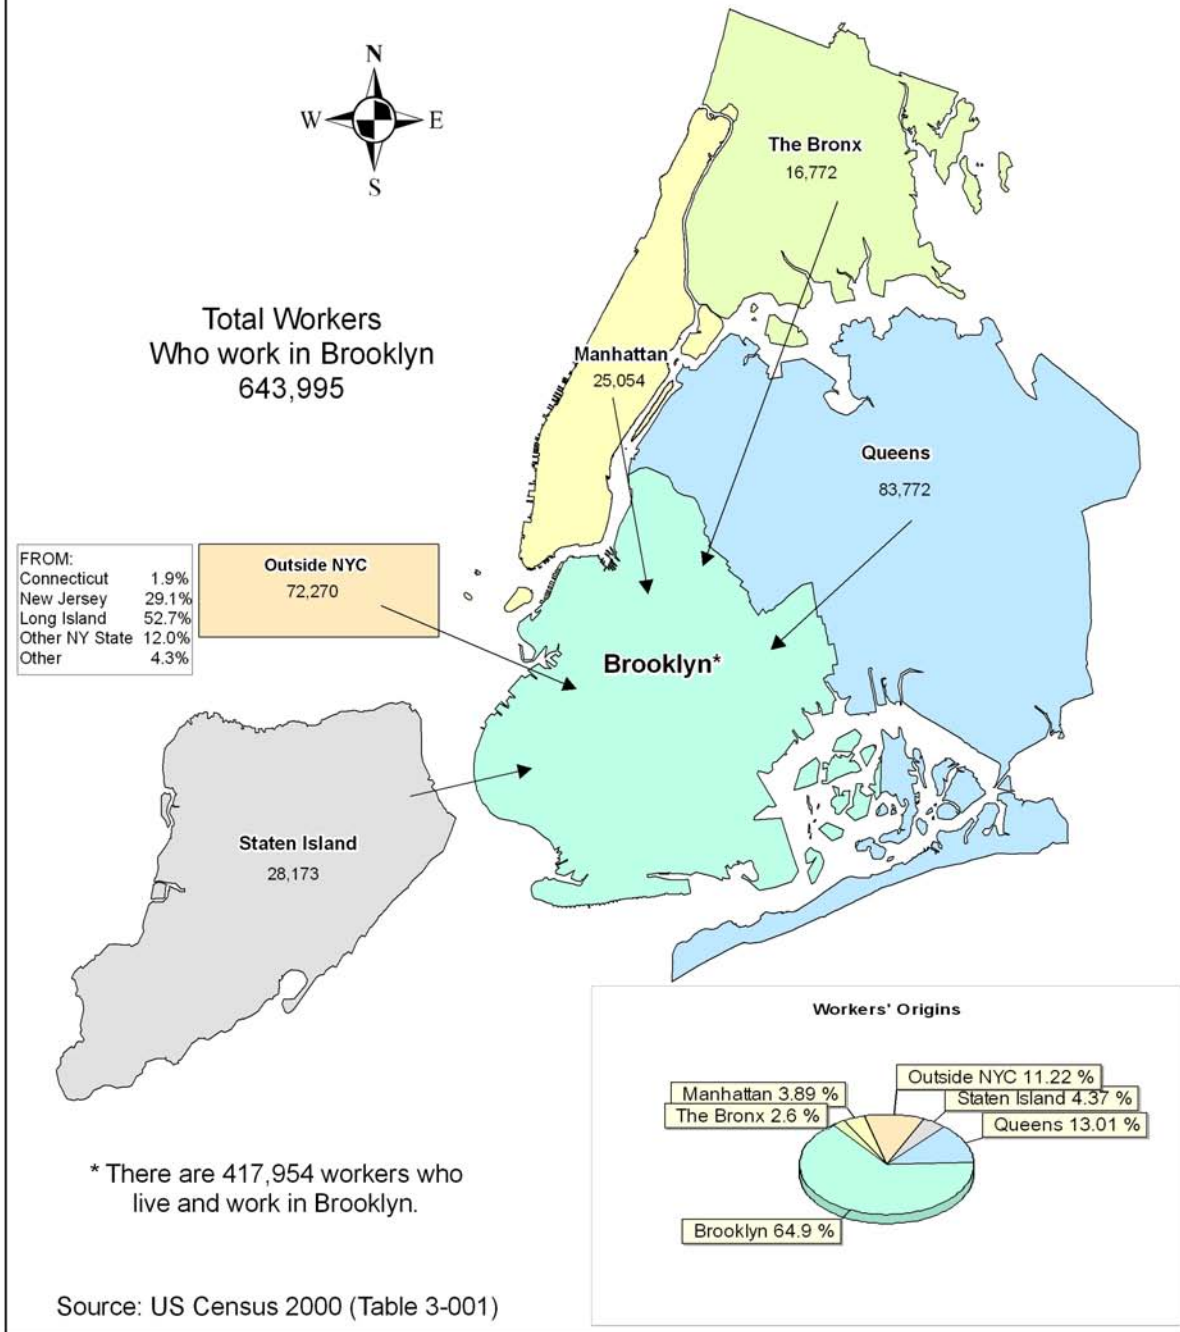 N
W E
S
The Bronx
16,772
Total Workers
Who work in Brooklyn
643,995
Manhattan
25,054
Queens
83,772
FROM:
Connecticut 1.9%
New Jersey 29.1%
Long Island 52.7%
Other NY State 12.0%
Other 4.3%
Outside NYC
72,270
Brooklyn*
Staten Island
28,173
Workers' Origins
Outside NYC 11.22 %
Manhattan 3.89 %
Staten Island 4.37 %
The Bronx 2.6 %
Queens 13.01 %
Brooklyn 64.9 %
* There are 417,954 workers who
live and work in Brooklyn.
Source: US Census 2000 (Table 3-001)